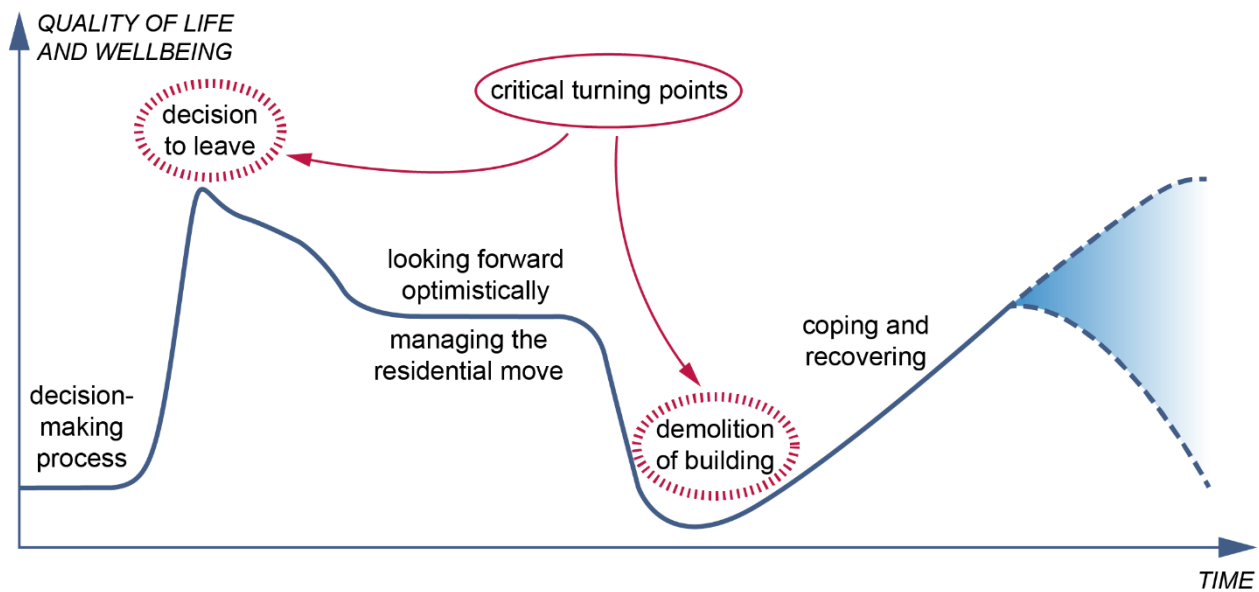 QUALITY OF LIFE
AND WELLBEING
decision
to leave
critical turning points
looking forward
optimistically
managing the
residential move
decision-
making
process
demolition
of building
coping and
recovering
TIME